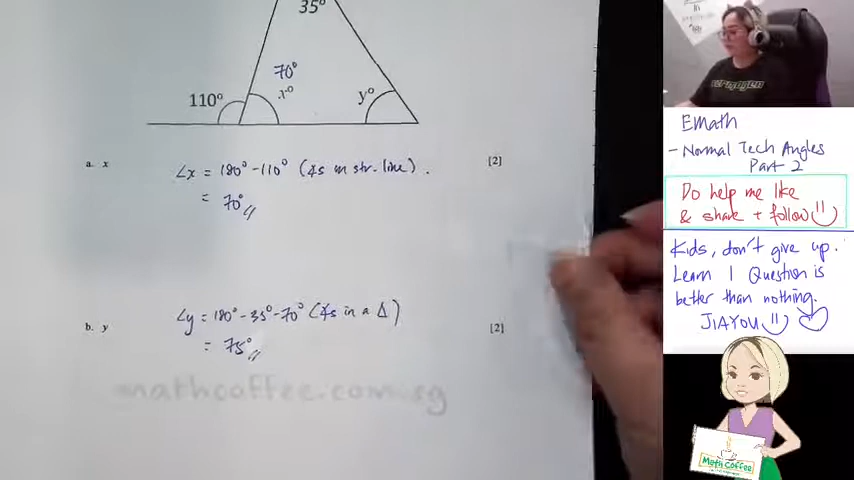 35°
70°
110°
x°
y°
a. x
∠x = 180° - 110° (∡s on str. line).
[2]
= 70°
b. y
∠y = 180° - 35° - 70° (∡s in a Δ)
[2]
= 75°
mathcoffee.com.sg
EMath
- Normal Tech Angles
Part 2
Do help me like
& share + follow
Kids, don't give up.
Learn 1 Question is
better than nothing.
JIAYOU
Math Coffee